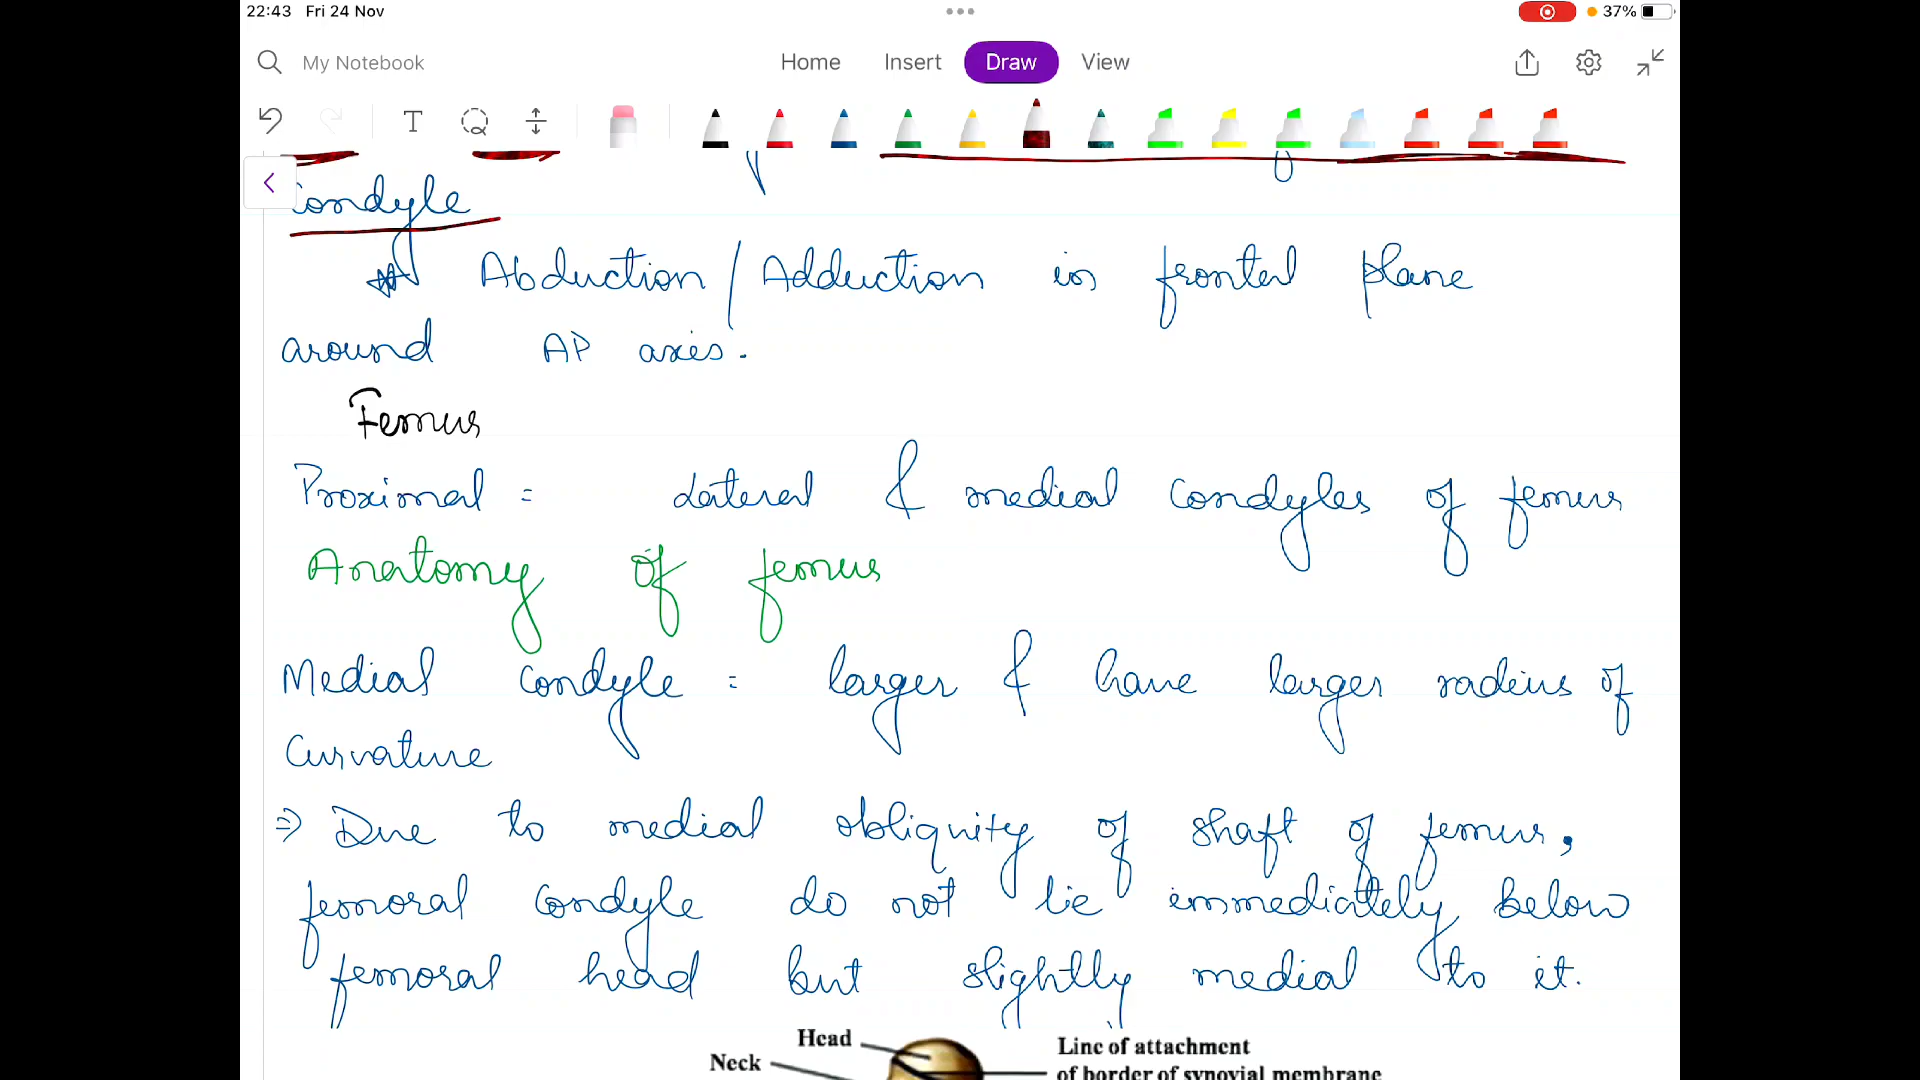 22:43 Fri 24 Nov
37%
My Notebook
Home Insert Draw View
T
Condyle
Abduction/Adduction in frontal plane
around AP axis.
Femur
Proximal = Lateral & medial condyles of femur
Anatomy of femur
Medial condyle = larger & have larger radius of
Curvature
⇒ Due to medial obliquity of shaft of femur,
femoral condyle do not lie immediately below
femoral head but slightly medial to it.
Head
Neck
Line of attachment
of border of synovial membrane